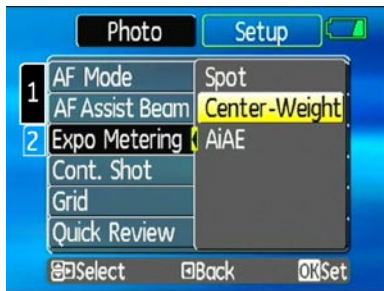 Photo Setup
1
2
AF Mode
AF Assist Beam
Expo Metering
Cont. Shot
Grid
Quick Review
Spot
Center-Weight
AiAE
Select Back OK Set